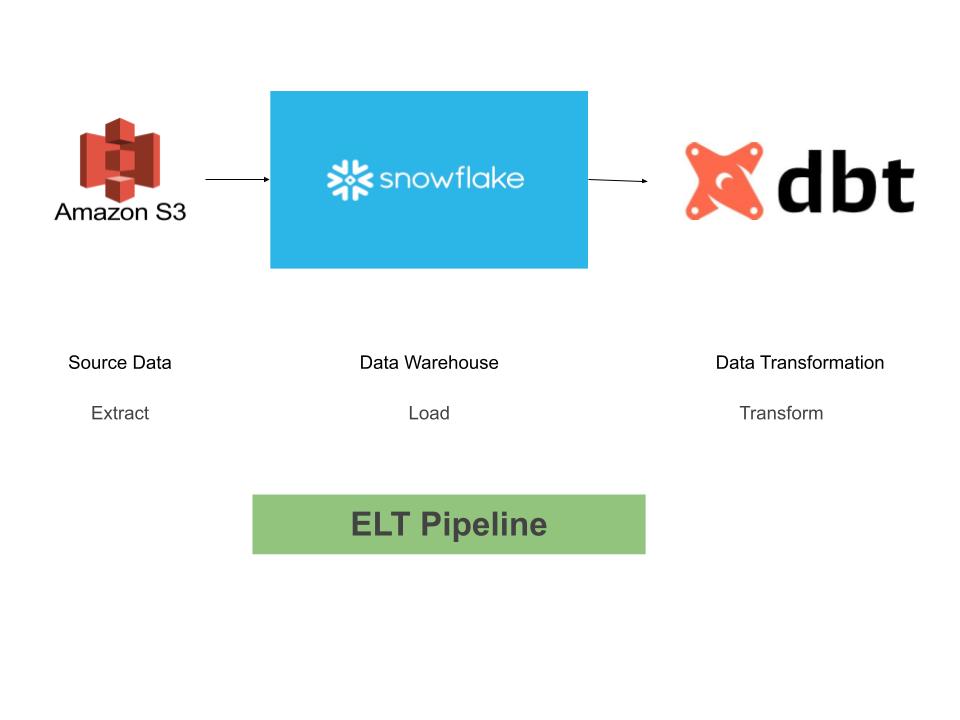 Amazon S3
snowflake
dbt
Source Data
Data Warehouse
Data Transformation
Extract
Load
Transform
ELT Pipeline